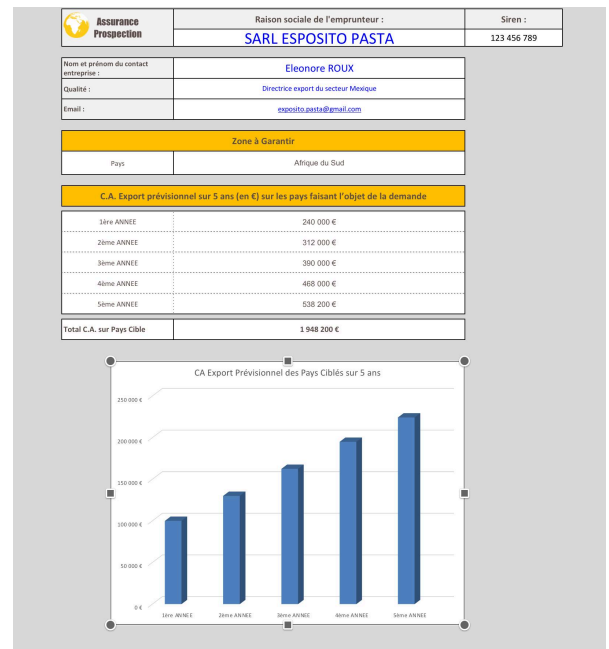 Assurance
Prospection
Raison sociale de l'emprunteur :
Siren :
SARL ESPOSITO PASTA
123 456 789
Nom et prénom du contact
entreprise :
Eleonore ROUX
Qualité :
Directrice export du secteur Mexique
Email :
exposito.pasta@gmail.com
Zone à Garantir
Pays
Afrique du Sud
C.A. Export prévisionnel sur 5 ans (en €) sur les pays faisant l'objet de la demande
1ère ANNEE
240 000 €
2ème ANNEE
312 000 €
3ème ANNEE
390 000 €
4ème ANNEE
468 000 €
5ème ANNEE
538 200 €
Total C.A. sur Pays Cible
1 948 200 €
CA Export Prévisionnel des Pays Ciblés sur 5 ans
250 000 €
200 000 €
150 000 €
100 000 €
50 000 €
0 €
1ère ANNEE
2ème ANNEE
3ème ANNEE
4ème ANNEE
5ème ANNEE